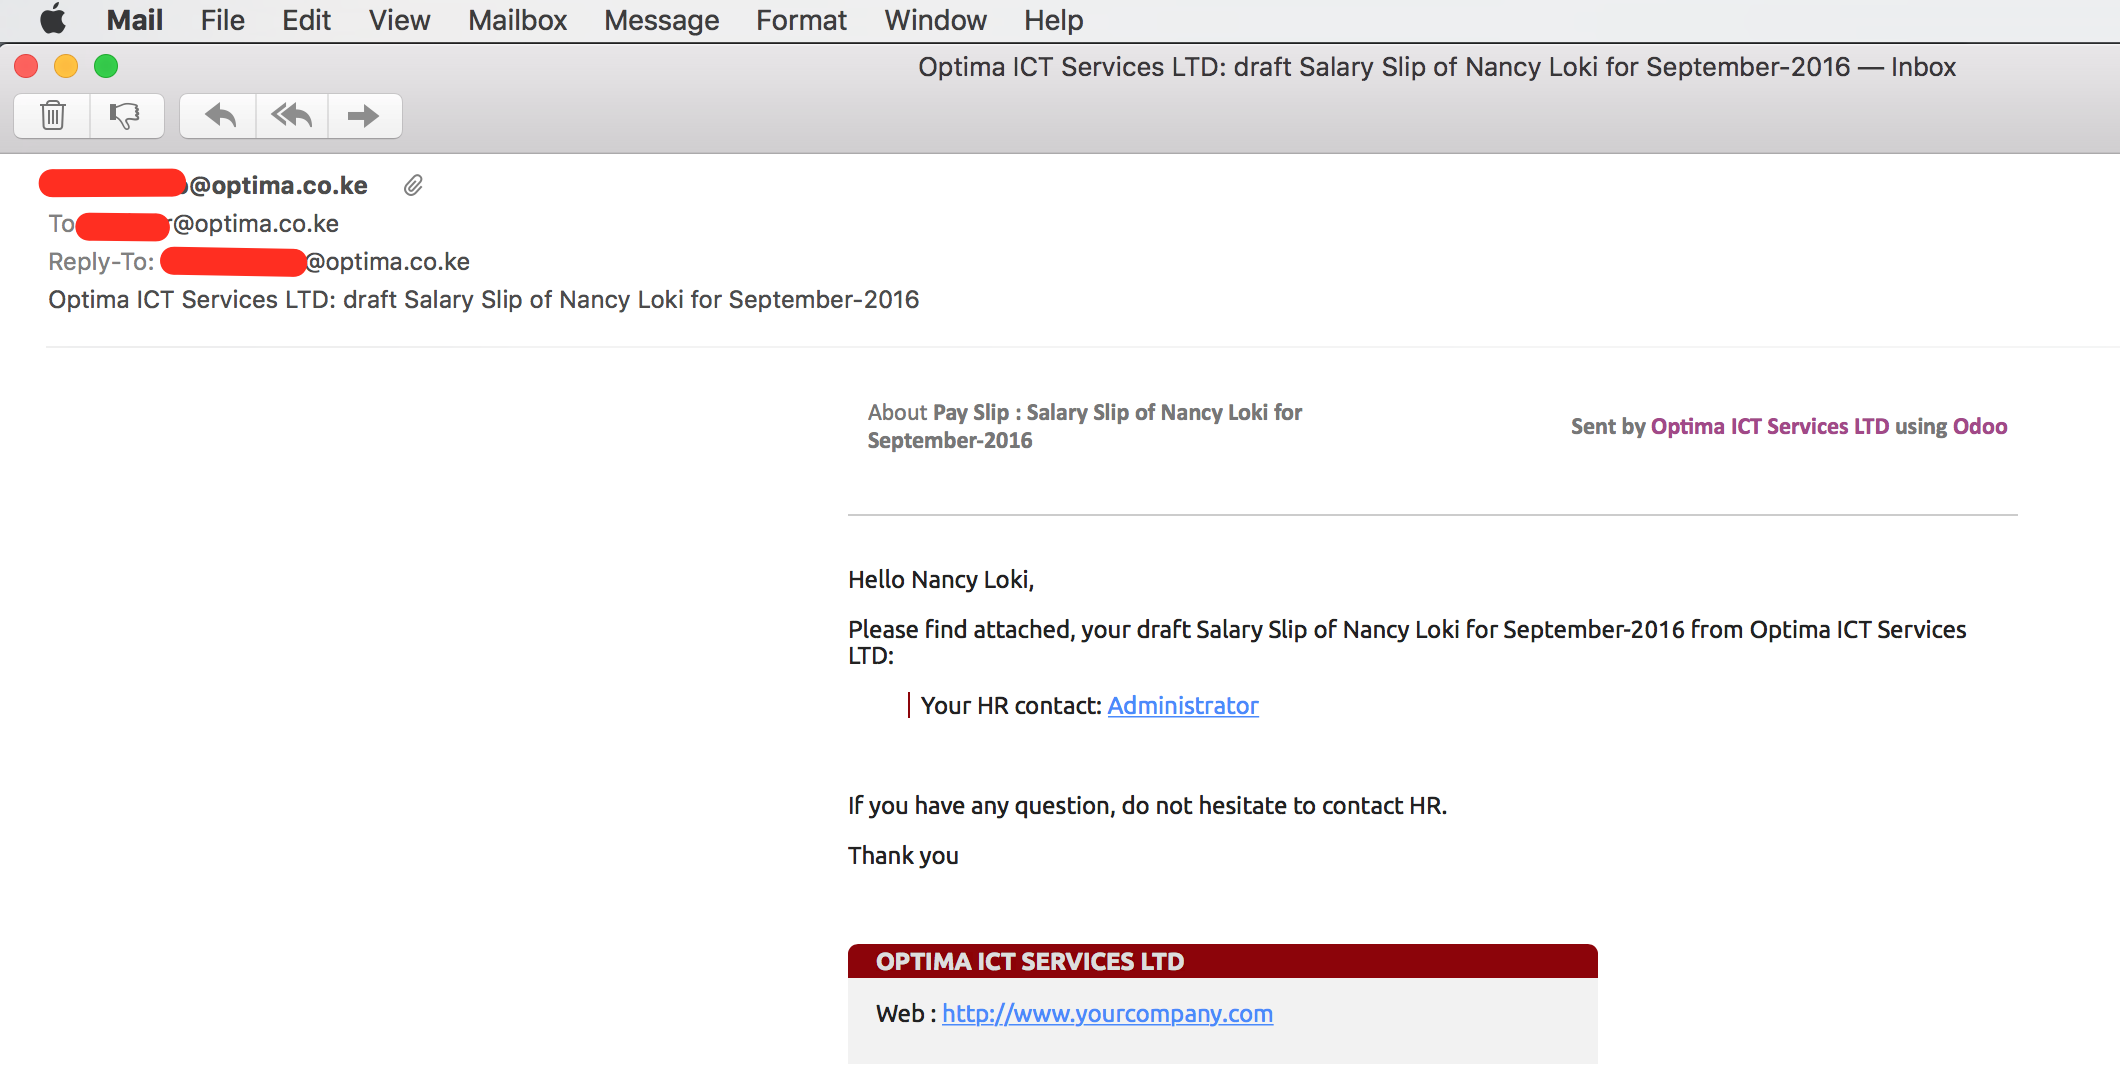 Mail File Edit View Mailbox Message Format Window Help
Optima ICT Services LTD: draft Salary Slip of Nancy Loki for September-2016 — Inbox
@optima.co.ke
To @optima.co.ke
Reply-To: @optima.co.ke
Optima ICT Services LTD: draft Salary Slip of Nancy Loki for September-2016
About Pay Slip : Salary Slip of Nancy Loki for
September-2016
Sent by Optima ICT Services LTD using Odoo
Hello Nancy Loki,
Please find attached, your draft Salary Slip of Nancy Loki for September-2016 from Optima ICT Services
LTD:
Your HR contact: Administrator
If you have any question, do not hesitate to contact HR.
Thank you
OPTIMA ICT SERVICES LTD
Web : http://www.yourcompany.com